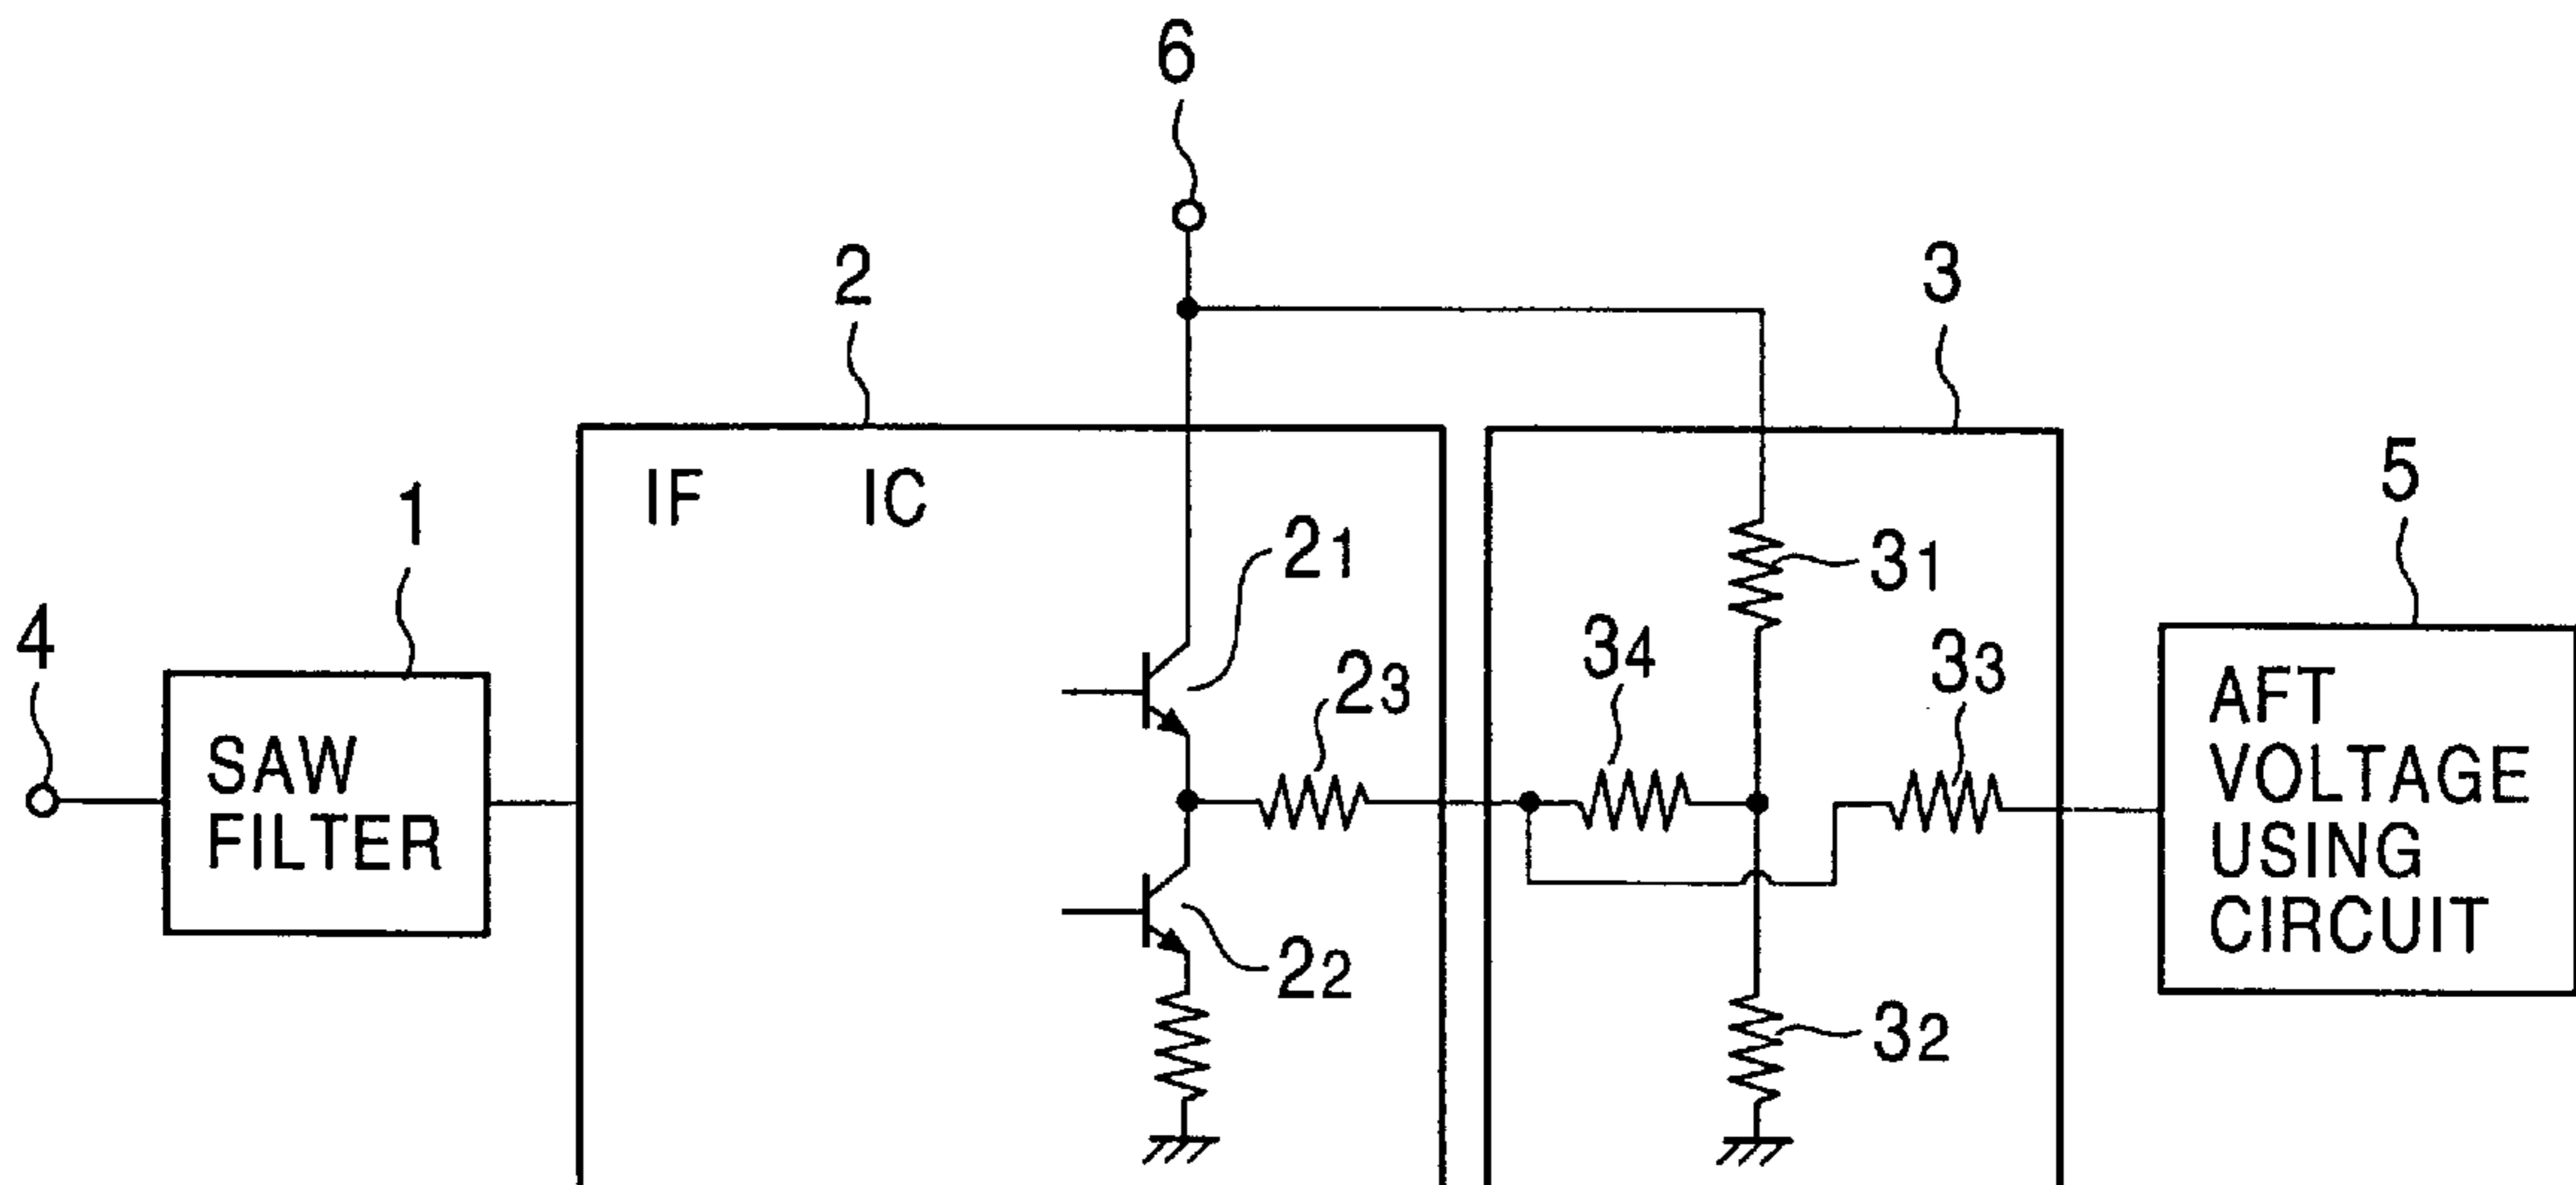 6
2
3
IF IC
1
5
21
31
4
34
33
23
SAW
FILTER
AFT
VOLTAGE
USING
CIRCUIT
22
32